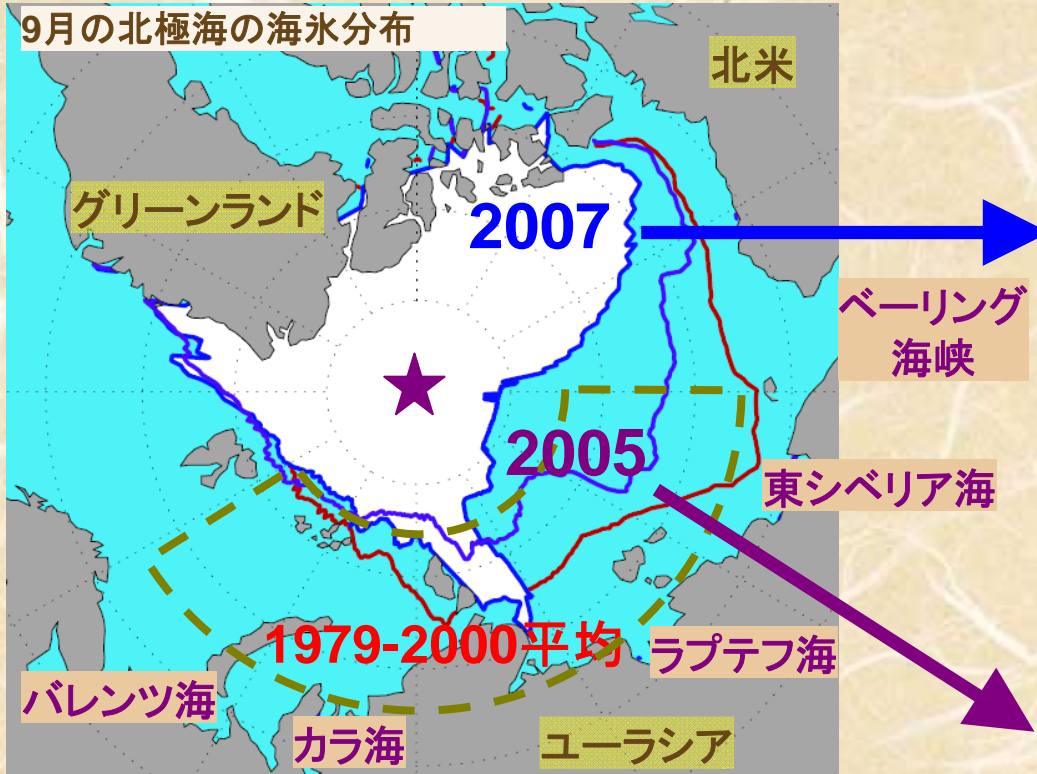 9月の北極海の海氷分布
北米
グリーンランド
2007
ベーリング
海峡
2005
東シベリア海
1979-2000平均
ラプテフ海
バレンツ海
カラ海
ユーラシア